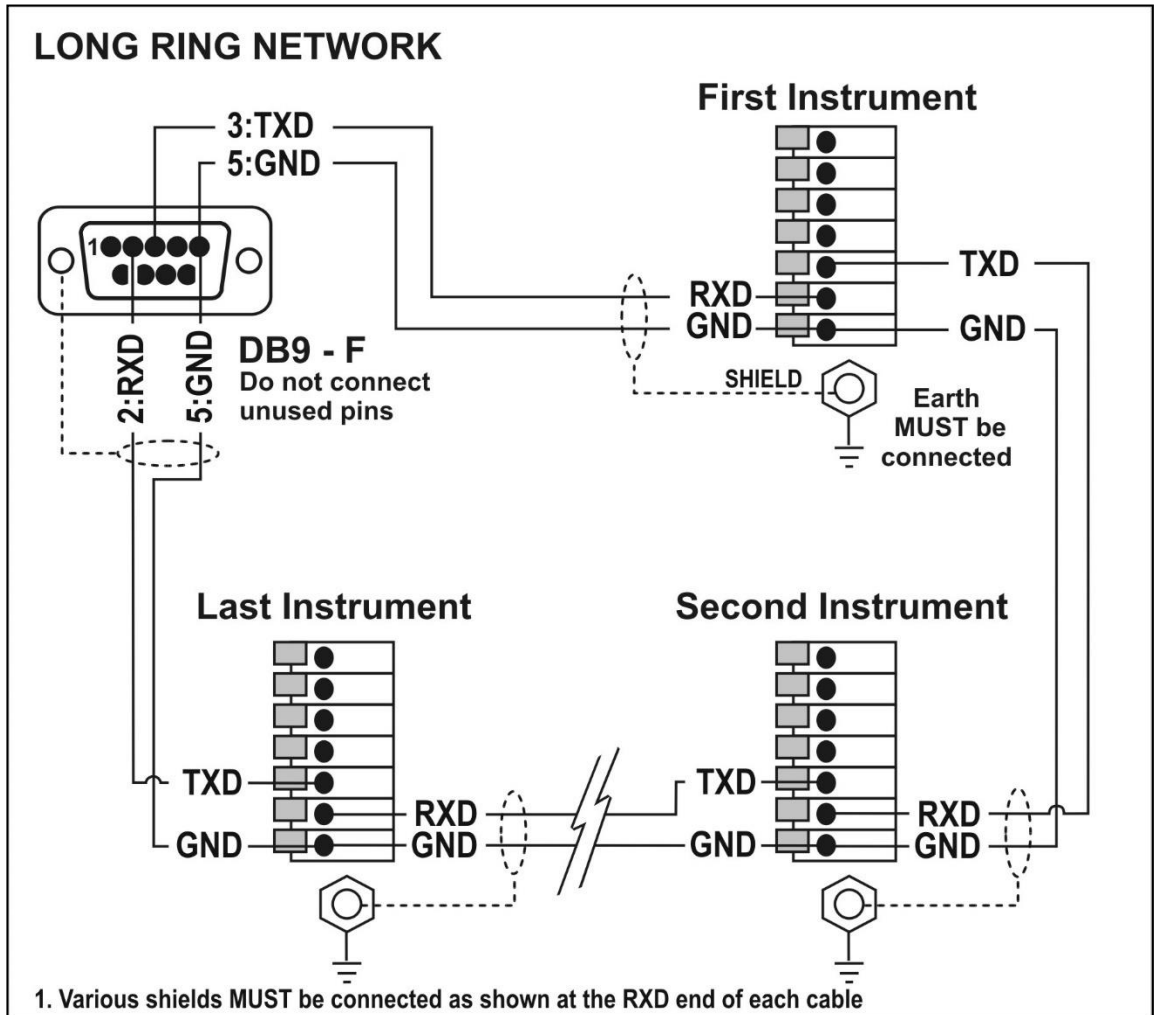 LONG RING NETWORK
First Instrument
3:TXD
5:GND
1
TXD
RXD
GND
GND
2:RXD
5:GND
DB9 - F
Do not connect
unused pins
SHIELD
Earth
MUST be
connected
Last Instrument
Second Instrument
TXD
RXD
GND
GND
TXD
RXD
GND
GND
1. Various shields MUST be connected as shown at the RXD end of each cable